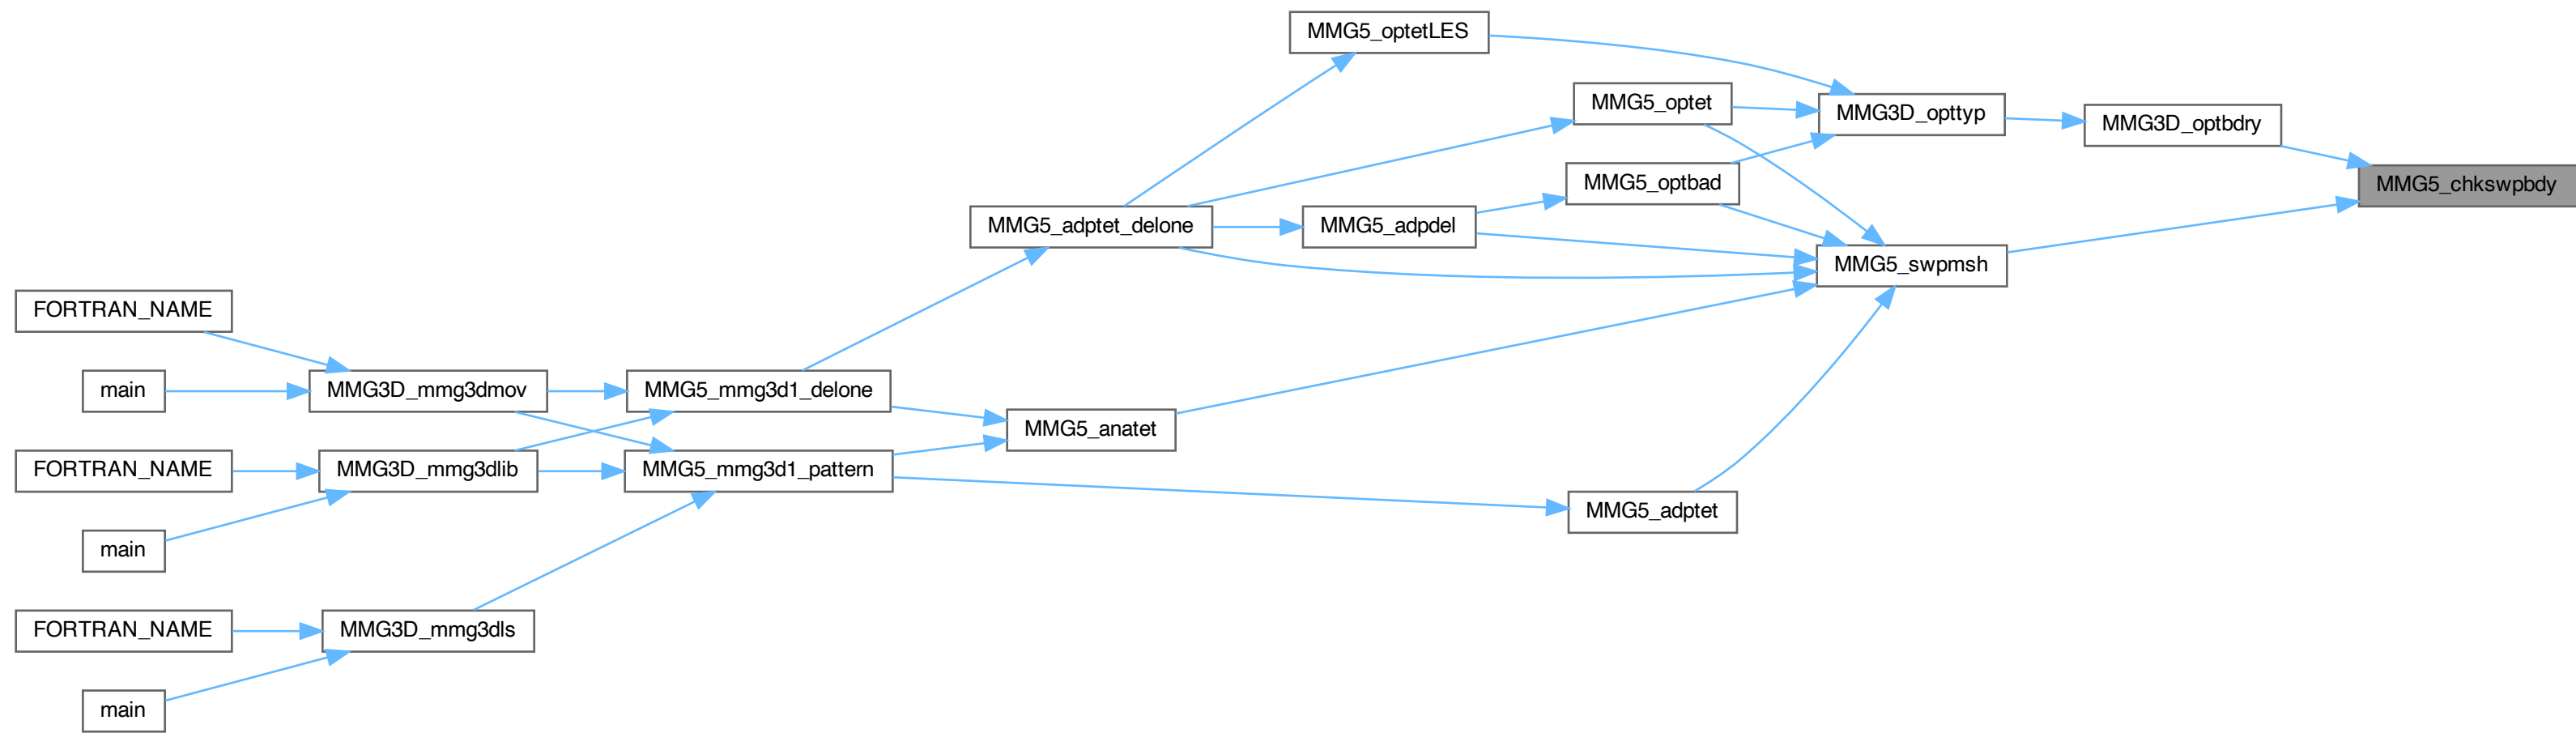 MMG5_optetLES
MMG5_optet
MMG3D_opttyp
MMG3D_optbdry
MMG5_optbad
MMG5_chkswpbdy
MMG5_adptet_delone
MMG5_adpdel
MMG5_swpmsh
FORTRAN_NAME
main
MMG3D_mmg3dmov
MMG5_mmg3d1_delone
MMG5_anatet
FORTRAN_NAME
MMG3D_mmg3dlib
MMG5_mmg3d1_pattern
MMG5_adptet
main
FORTRAN_NAME
MMG3D_mmg3dls
main